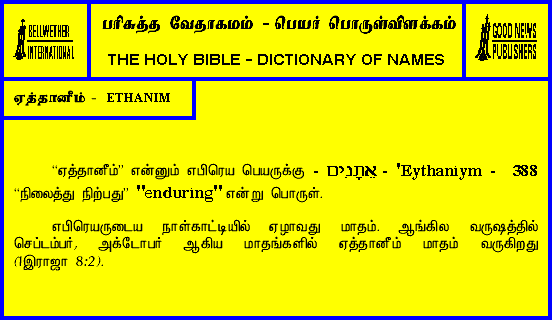 BELLWETHER
INTERNATIONAL
பரிசுத்த வேதாகமம் - பெயர் பொருள்விளக்கம்
THE HOLY BIBLE - DICTIONARY OF NAMES
GOOD NEWS
PUBLISHERS
ஏத்தானீம் - ETHANIM
“ஏத்தானீம்” என்னும் எபிரெய பெயருக்கு - אֵתָנִים - 'Eythaniym - 388
“நிலைத்து நிற்பது” "enduring" என்று பொருள்.
எபிரெயருடைய நாள்காட்டியில் ஏழாவது மாதம். ஆங்கில வருஷத்தில்
செப்டம்பர், அக்டோபர் ஆகிய மாதங்களில் ஏத்தானீம் மாதம் வருகிறது
(1இராஜா 8:2).